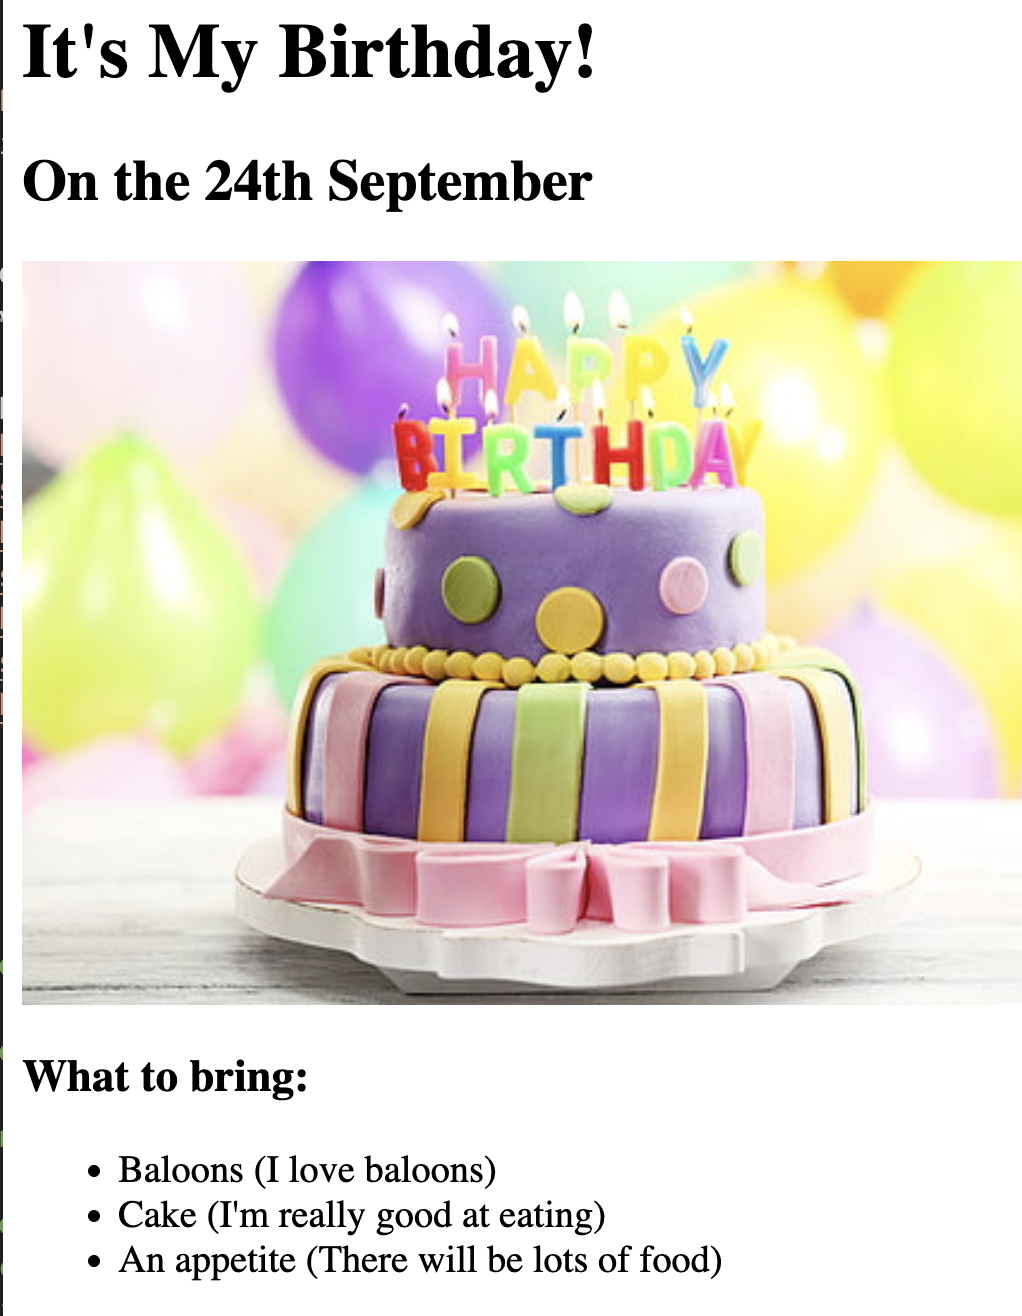 It's My Birthday!
On the 24th September
HAPPY
BIRTHDAY
What to bring:
Baloons (I love baloons)
Cake (I'm really good at eating)
An appetite (There will be lots of food)